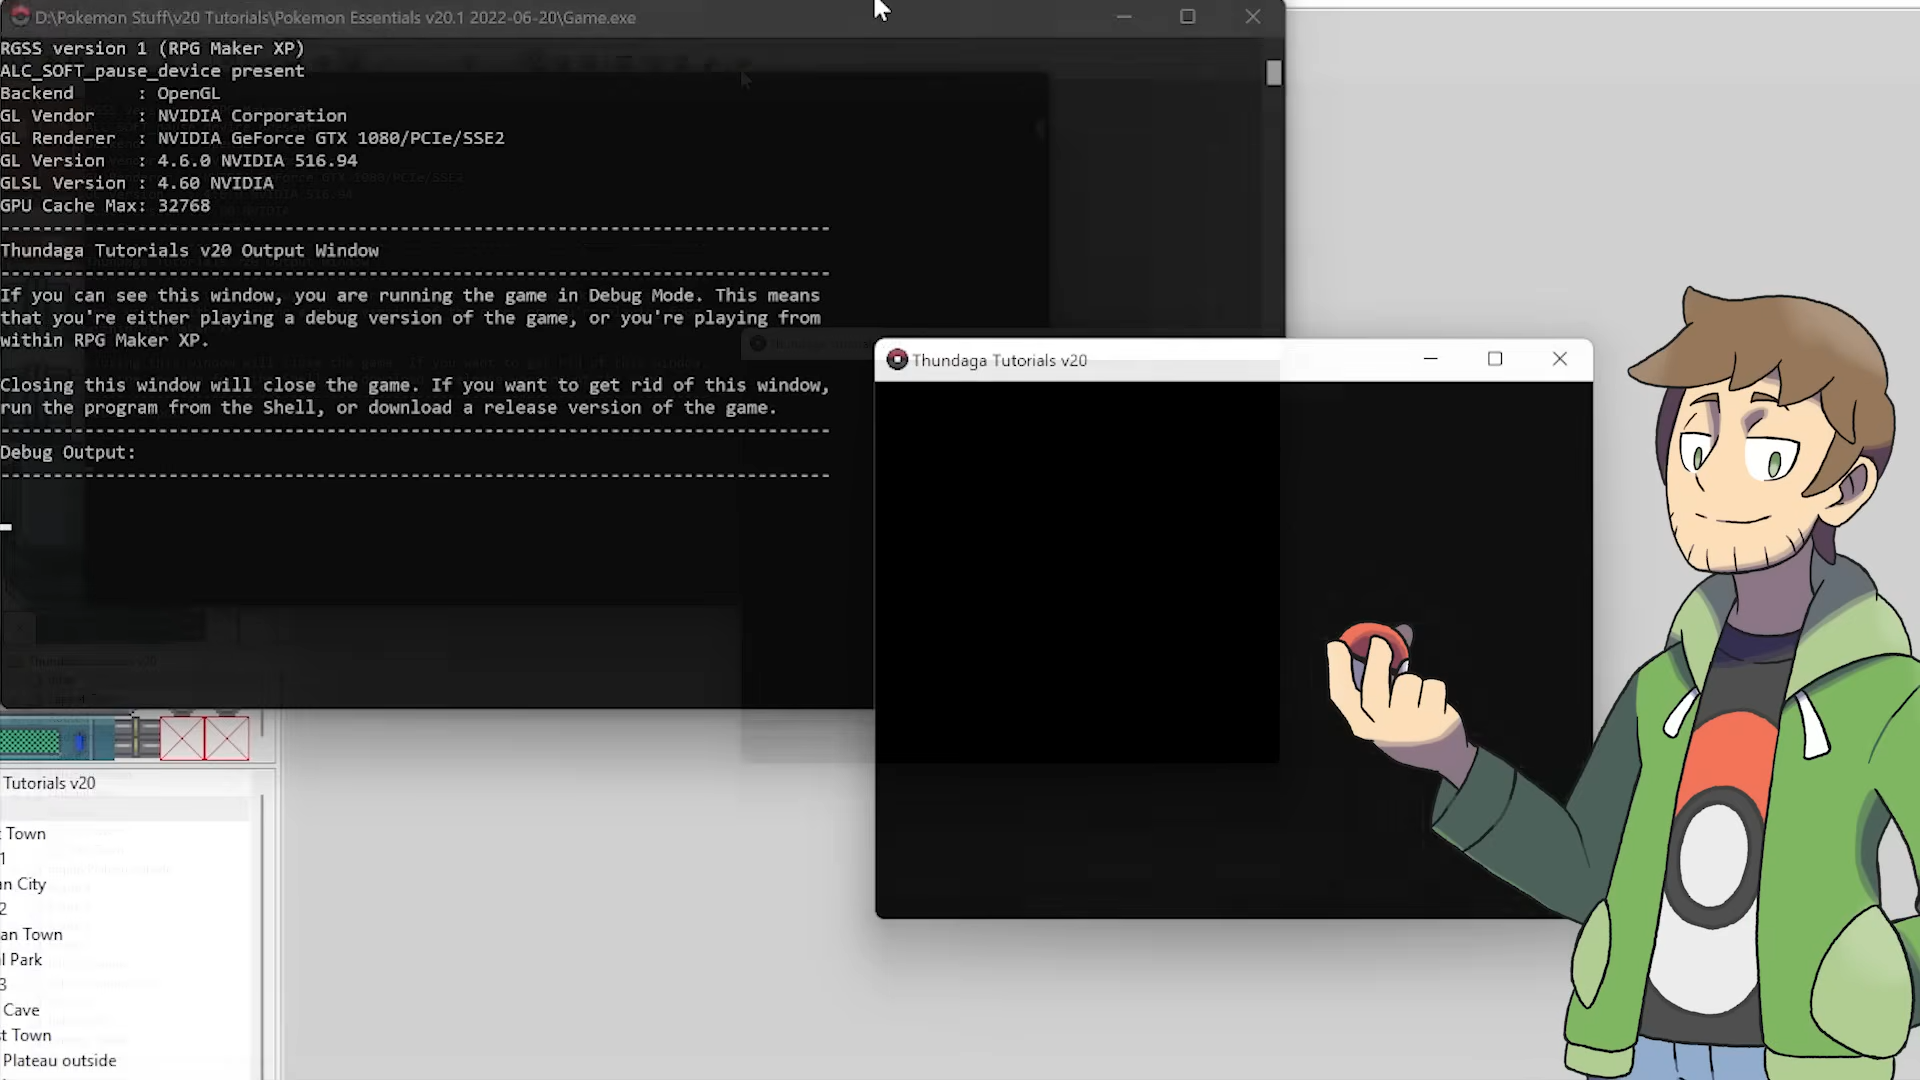 D:\Pokemon Stuff\v20 Tutorials\Pokemon Essentials v20.1 2022-06-20\Game.exe
RGSS version 1 (RPG Maker XP)
ALC_SOFT_pause_device present
Backend      : OpenGL
GL Vendor    : NVIDIA Corporation
GL Renderer  : NVIDIA GeForce GTX 1080/PCIe/SSE2
GL Version   : 4.6.0 NVIDIA 516.94
GLSL Version : 4.60 NVIDIA
GPU Cache Max: 32768
-------------------------------------------------------------------------------
Thundaga Tutorials v20 Output Window
-------------------------------------------------------------------------------
If you can see this window, you are running the game in Debug Mode. This means
that you're either playing a debug version of the game, or you're playing from
within RPG Maker XP.
Closing this window will close the game. If you want to get rid of this window,
run the program from the Shell, or download a release version of the game.
-------------------------------------------------------------------------------
Debug Output:
-------------------------------------------------------------------------------
Thundaga Tutorials v20
Tutorials v20
t Town
1
an City
2
an Town
l Park
3
Cave
st Town
Plateau outside